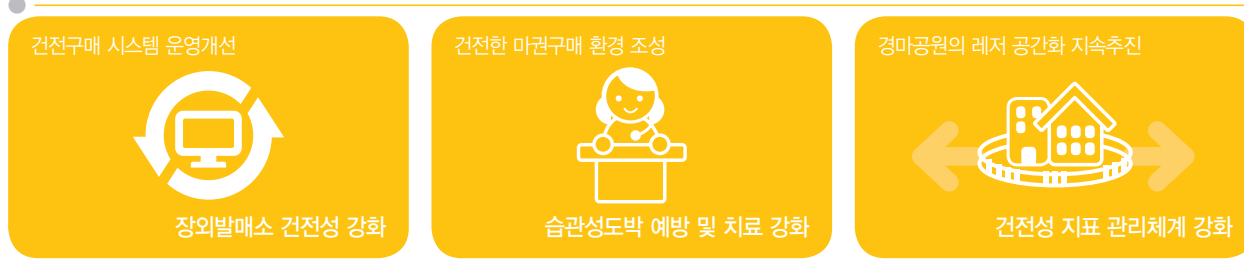 건전구매 시스템 운영개선
장외발매소 건전성 강화
건전한 마권구매 환경 조성
습관성도박 예방 및 치료 강화
경마공원의 레저 공간화 지속추진
건전성 지표 관리체계 강화